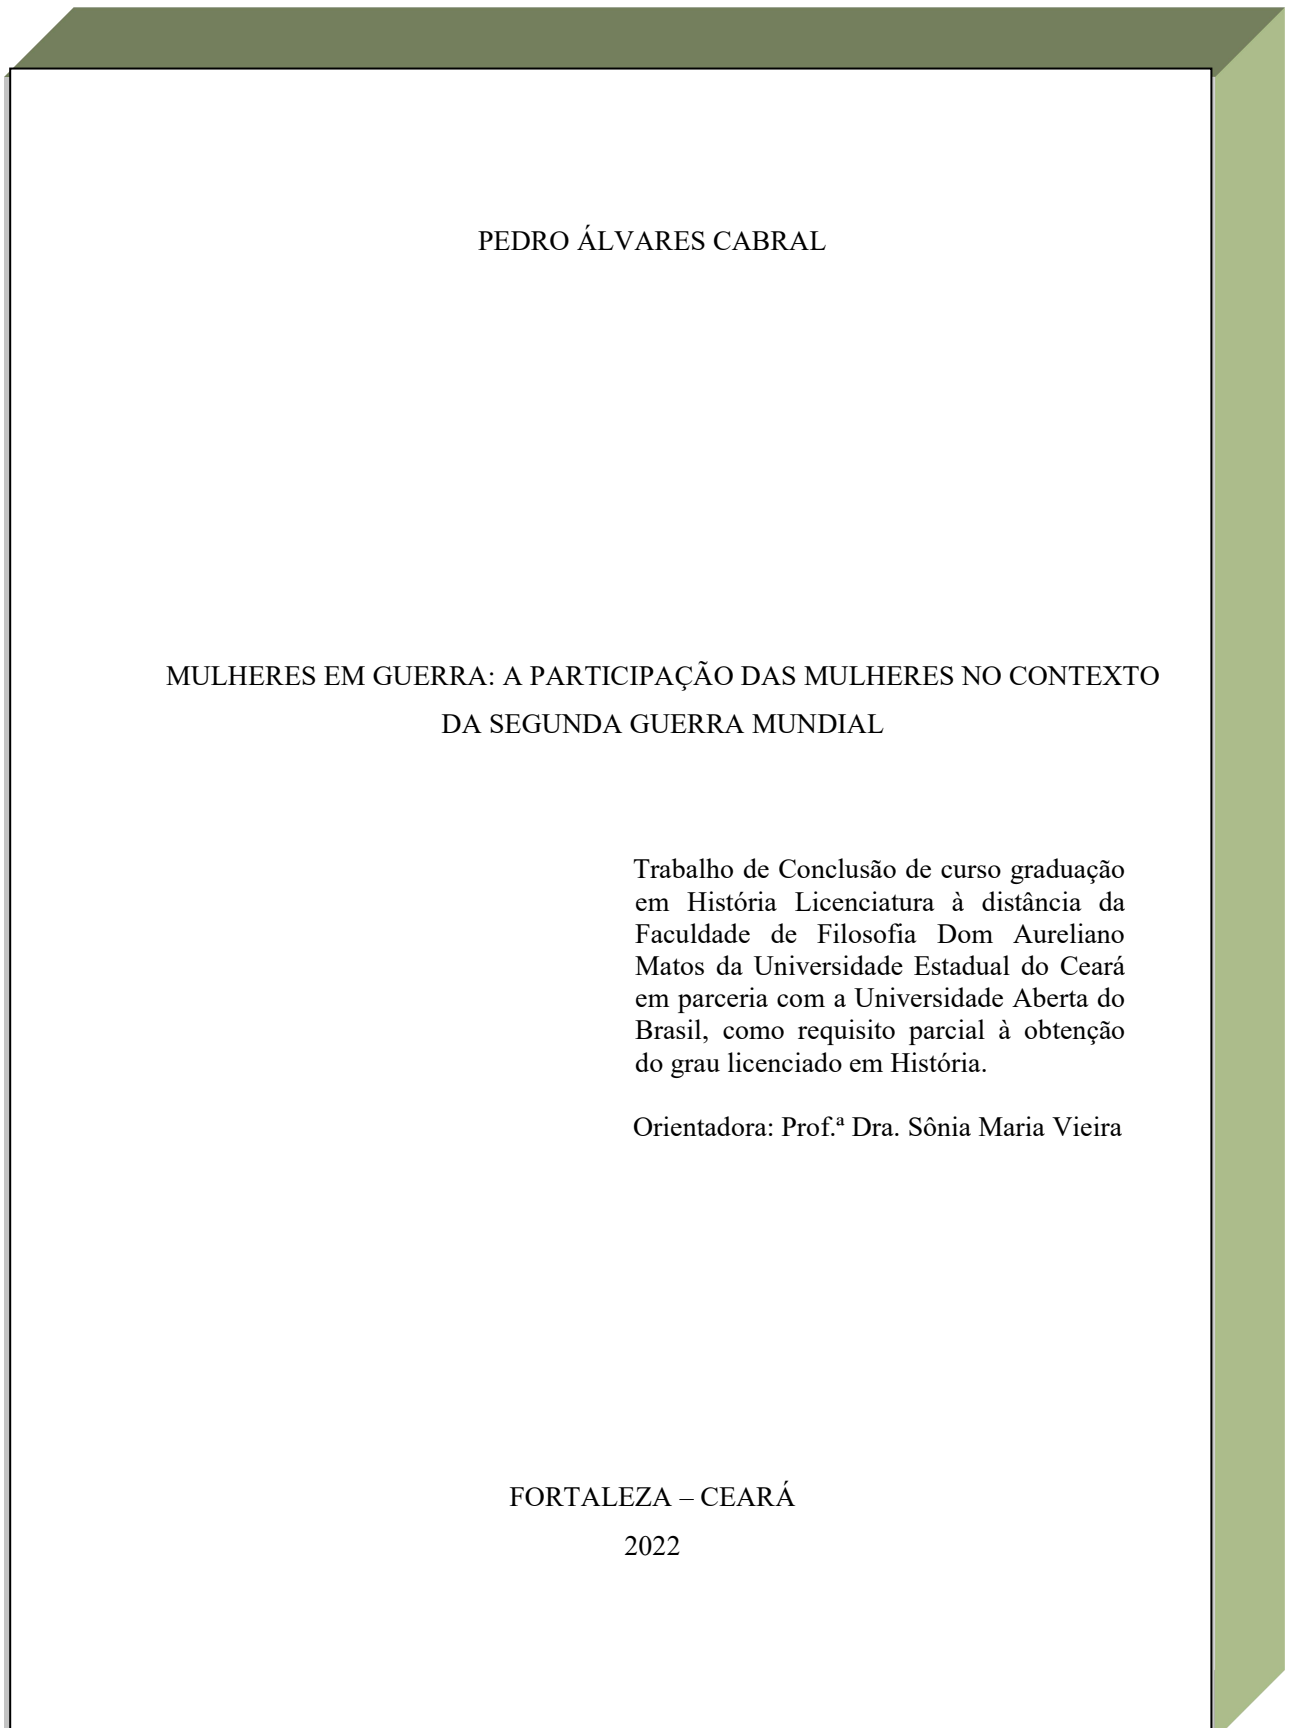 PEDRO ÁLVARES CABRAL
MULHERES EM GUERRA: A PARTICIPAÇÃO DAS MULHERES NO CONTEXTO
DA SEGUNDA GUERRA MUNDIAL
Trabalho de Conclusão de curso graduação
em História Licenciatura à distância da
Faculdade de Filosofia Dom Aureliano
Matos da Universidade Estadual do Ceará
em parceria com a Universidade Aberta do
Brasil, como requisito parcial à obtenção
do grau licenciado em História.
Orientadora: Prof.ª Dra. Sônia Maria Vieira
FORTALEZA – CEARÁ
2022